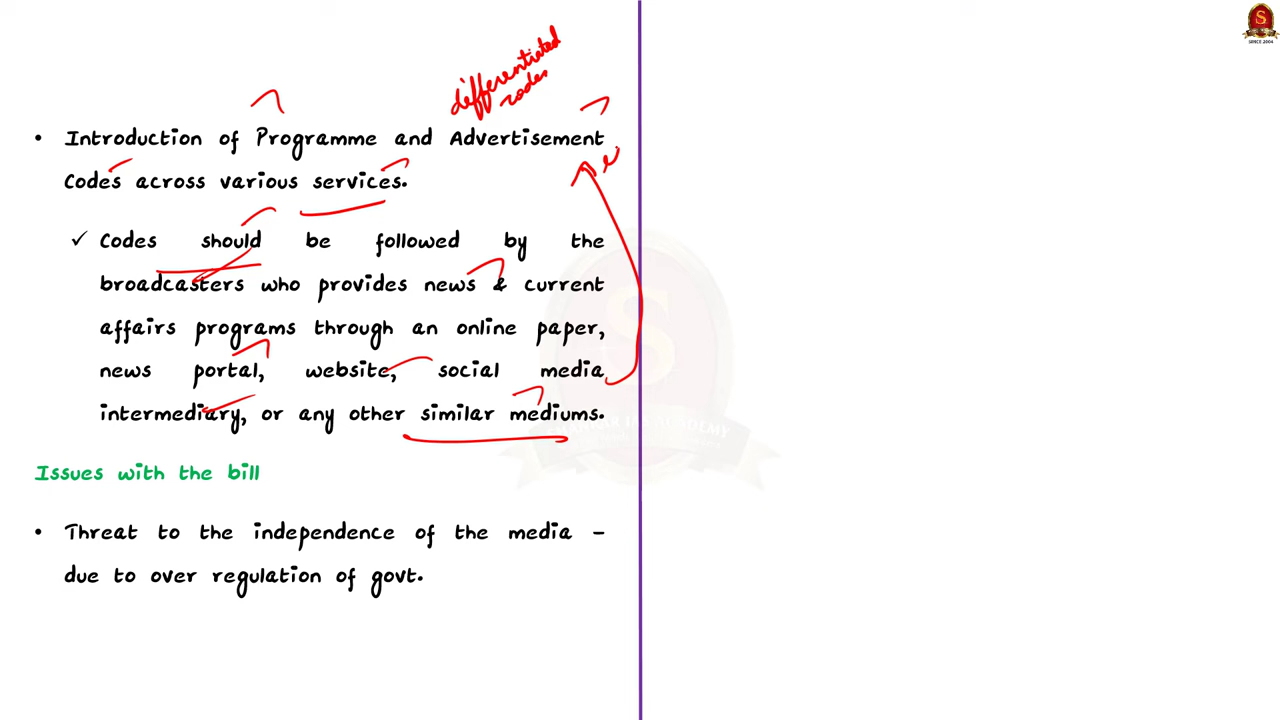 differentiated
codes
• Introduction of Programme and Advertisement
Codes across various services.
✓ Codes should be followed by the
broadcasters who provides news & current
affairs programs through an online paper,
news portal, website, social media
intermediary, or any other similar mediums.
Issues with the bill
• Threat to the independence of the media –
due to over regulation of govt.
S
SINCE 2004